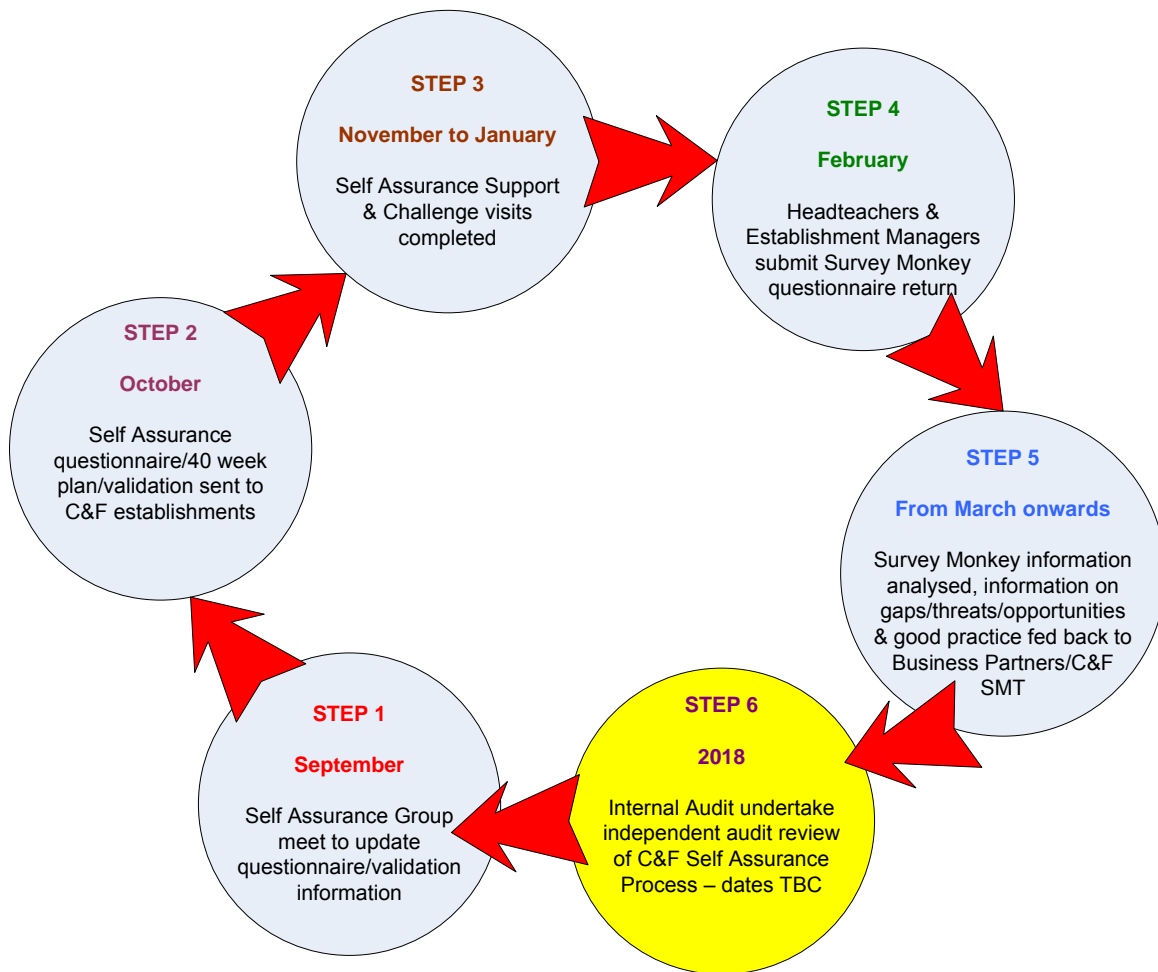 STEP 1
September
Self Assurance Group
meet to update
questionnaire/validation
information
STEP 2
October
Self Assurance
questionnaire/40 week
plan/validation sent to
C&F establishments
STEP 3
November to January
Self Assurance Support
& Challenge visits
completed
STEP 4
February
Headteachers &
Establishment Managers
submit Survey Monkey
questionnaire return
STEP 5
From March onwards
Survey Monkey information
analysed, information on
gaps/threats/opportunities
& good practice fed back to
Business Partners/C&F
SMT
STEP 6
2018
Internal Audit undertake
independent audit review
of C&F Self Assurance
Process – dates TBC